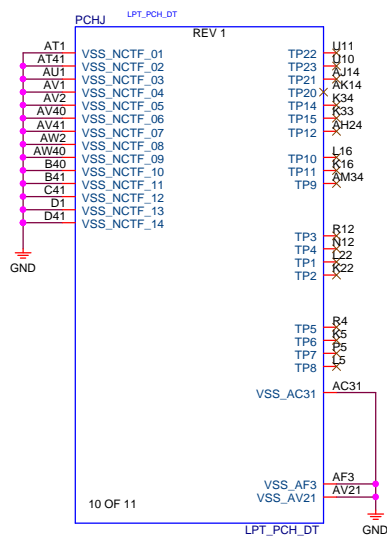 PCHJ
LPT_PCH_DT
REV 1
AT1 VSS_NCTF_01
AT41 VSS_NCTF_02
AU1 VSS_NCTF_03
AV1 VSS_NCTF_04
AV2 VSS_NCTF_05
AV40 VSS_NCTF_06
AV41 VSS_NCTF_07
AW2 VSS_NCTF_08
AW40 VSS_NCTF_09
B40 VSS_NCTF_10
B41 VSS_NCTF_11
C41 VSS_NCTF_12
D1 VSS_NCTF_13
D41 VSS_NCTF_14
GND
TP22 U11
TP23 U10
TP21 AJ14
TP20 AK14
TP14 K34
TP15 K33
TP12 AH24
TP10 L16
TP11 K16
TP9 AM34
TP3 R12
TP4 N12
TP1 L22
TP2 K22
TP5 R4
TP6 K5
TP7 P5
TP8 L5
VSS_AC31 AC31
VSS_AF3 AF3
VSS_AV21 AV21
GND
10 OF 11
LPT_PCH_DT